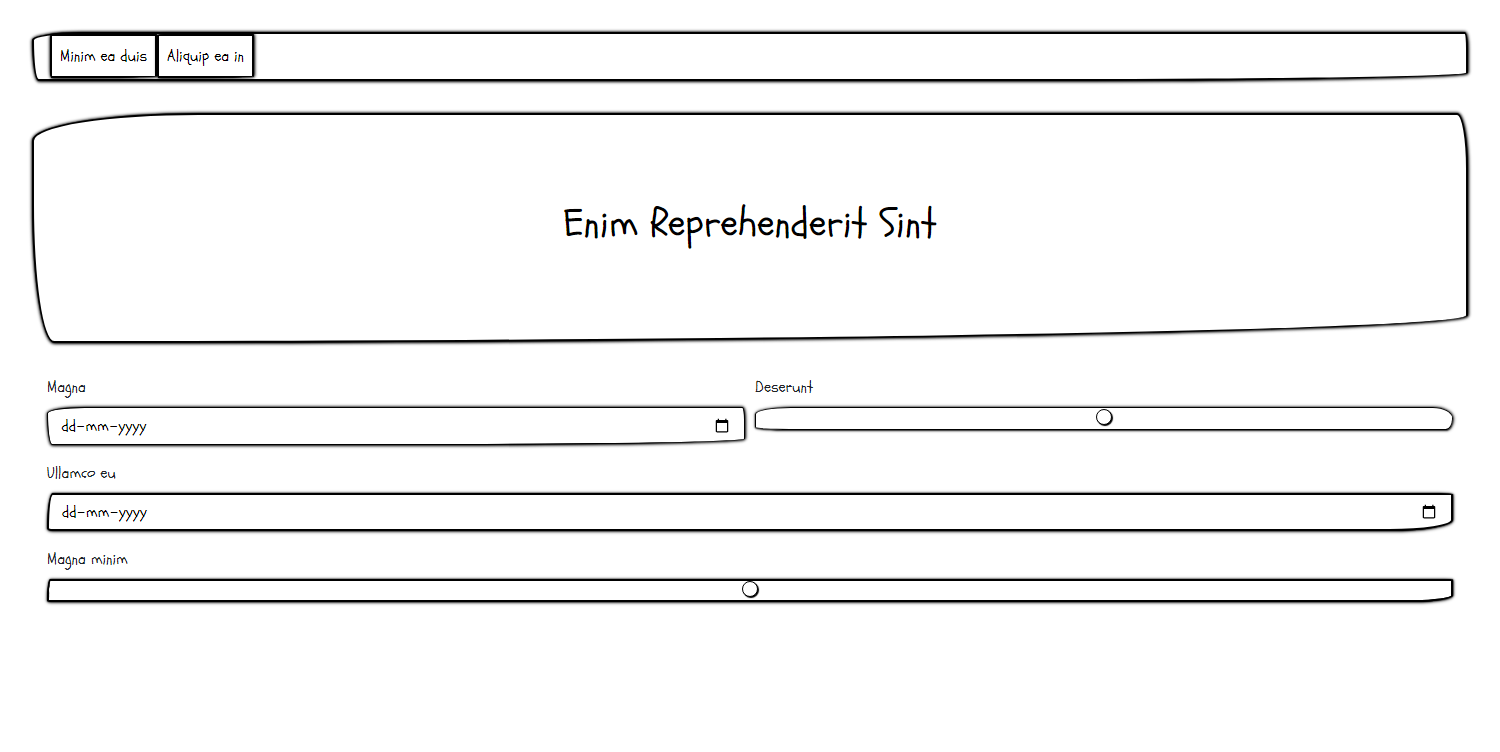 Minim ea duis Aliquip ea in
Enim Reprehenderit Sint
Magna Deserunt
dd-mm-yyyy
Ullamco eu
dd-mm-yyyy
Magna minim